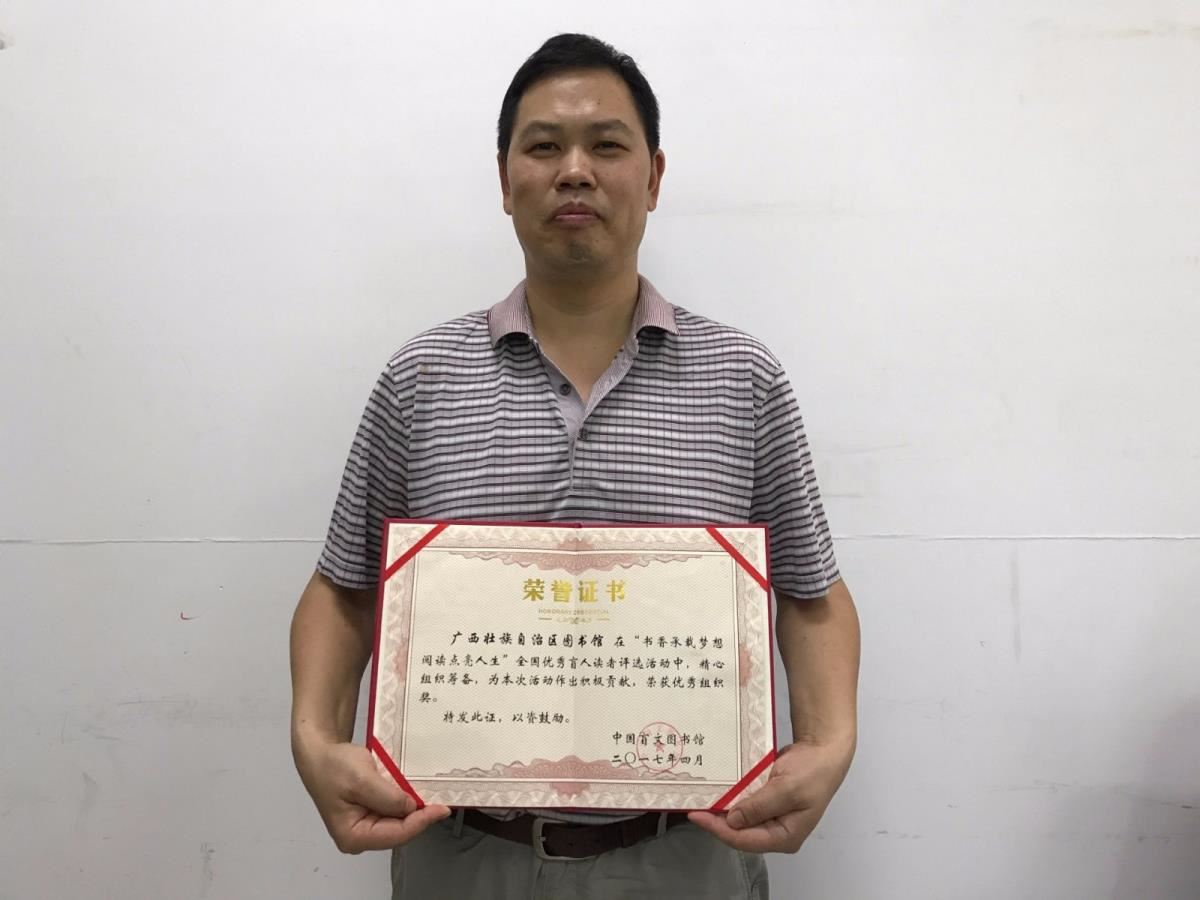 荣誉证书
广西壮族自治区图书馆 在“书香承载梦想
阅读点亮人生”全国优秀盲人读者评选活动中，精心
组织筹备，为本次活动作出积极贡献，荣获优秀组织
奖。
特发此证，以资鼓励。
中国盲文图书馆
二〇一七年四月